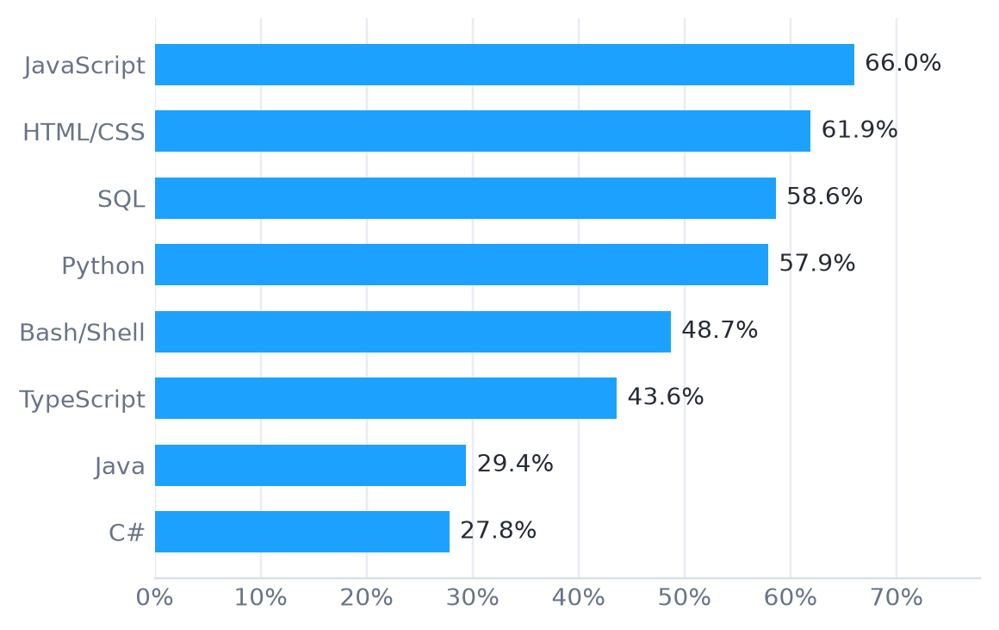 JavaScript 66.0%
HTML/CSS 61.9%
SQL 58.6%
Python 57.9%
Bash/Shell 48.7%
TypeScript 43.6%
Java 29.4%
C# 27.8%
0% 10% 20% 30% 40% 50% 60% 70%